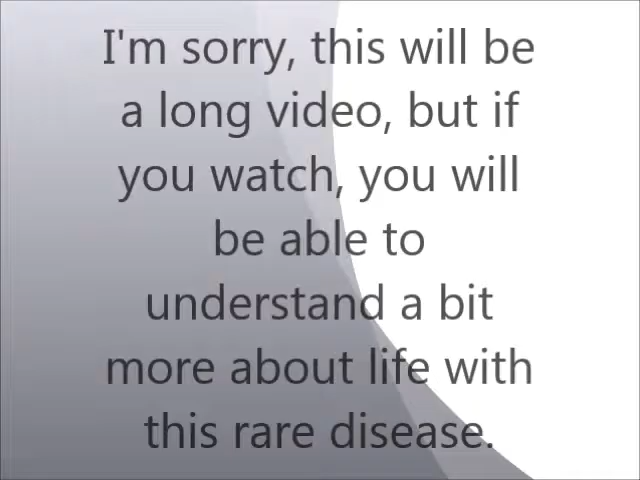 I'm sorry, this will be
a long video, but if
you watch, you will
be able to
understand a bit
more about life with
this rare disease.